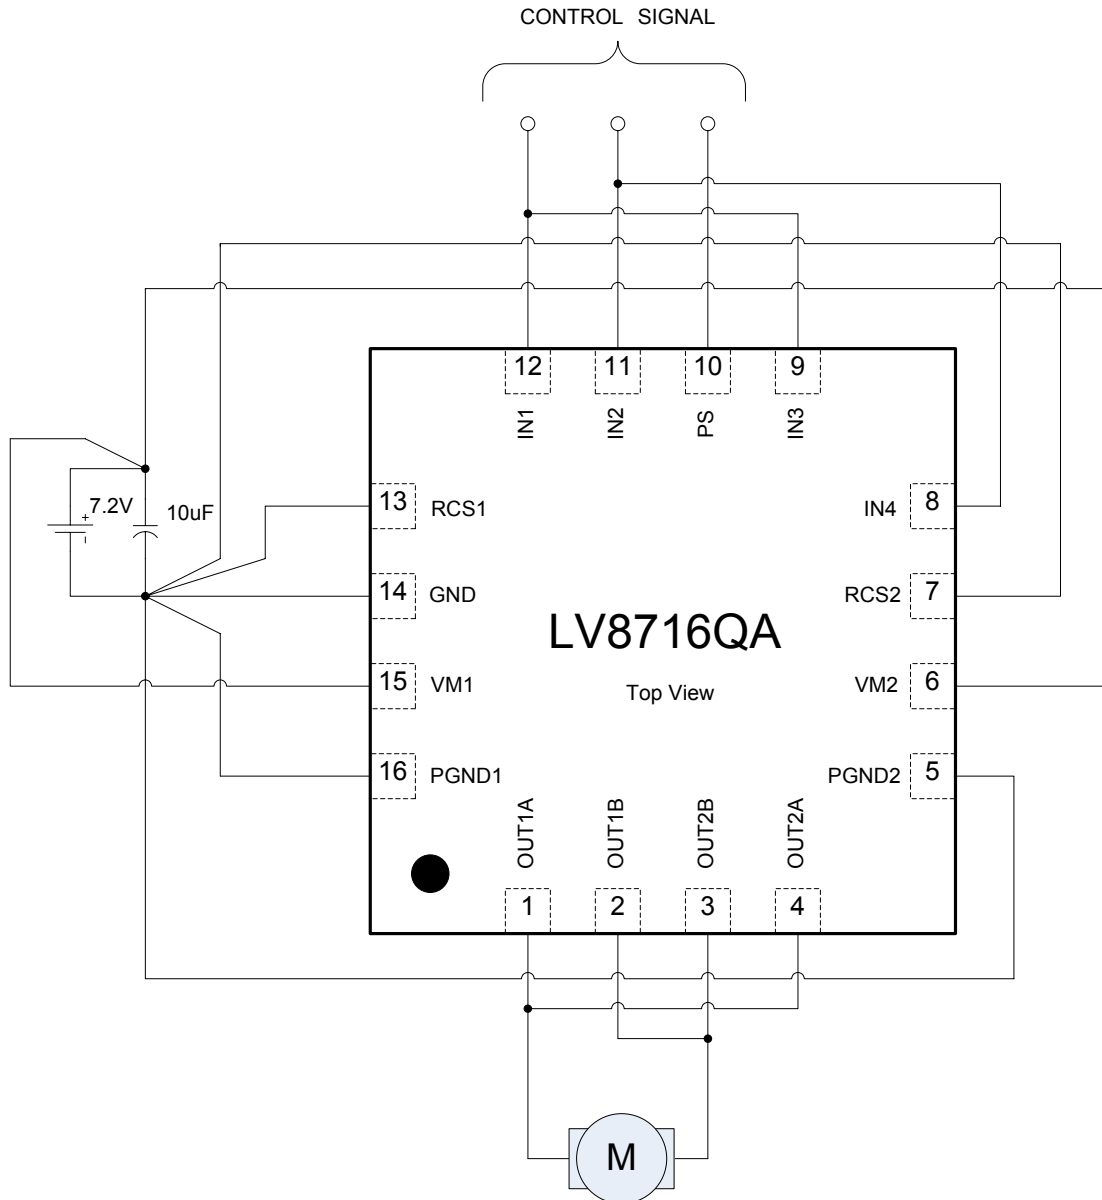 CONTROL SIGNAL
12
11
10
9
IN1
IN2
PS
IN3
7.2V
+
-
10uF
13
RCS1
IN4
8
14
GND
RCS2
7
LV8716QA
Top View
15
VM1
VM2
6
16
PGND1
PGND2
5
OUT1A
OUT1B
OUT2B
OUT2A
1
2
3
4
M